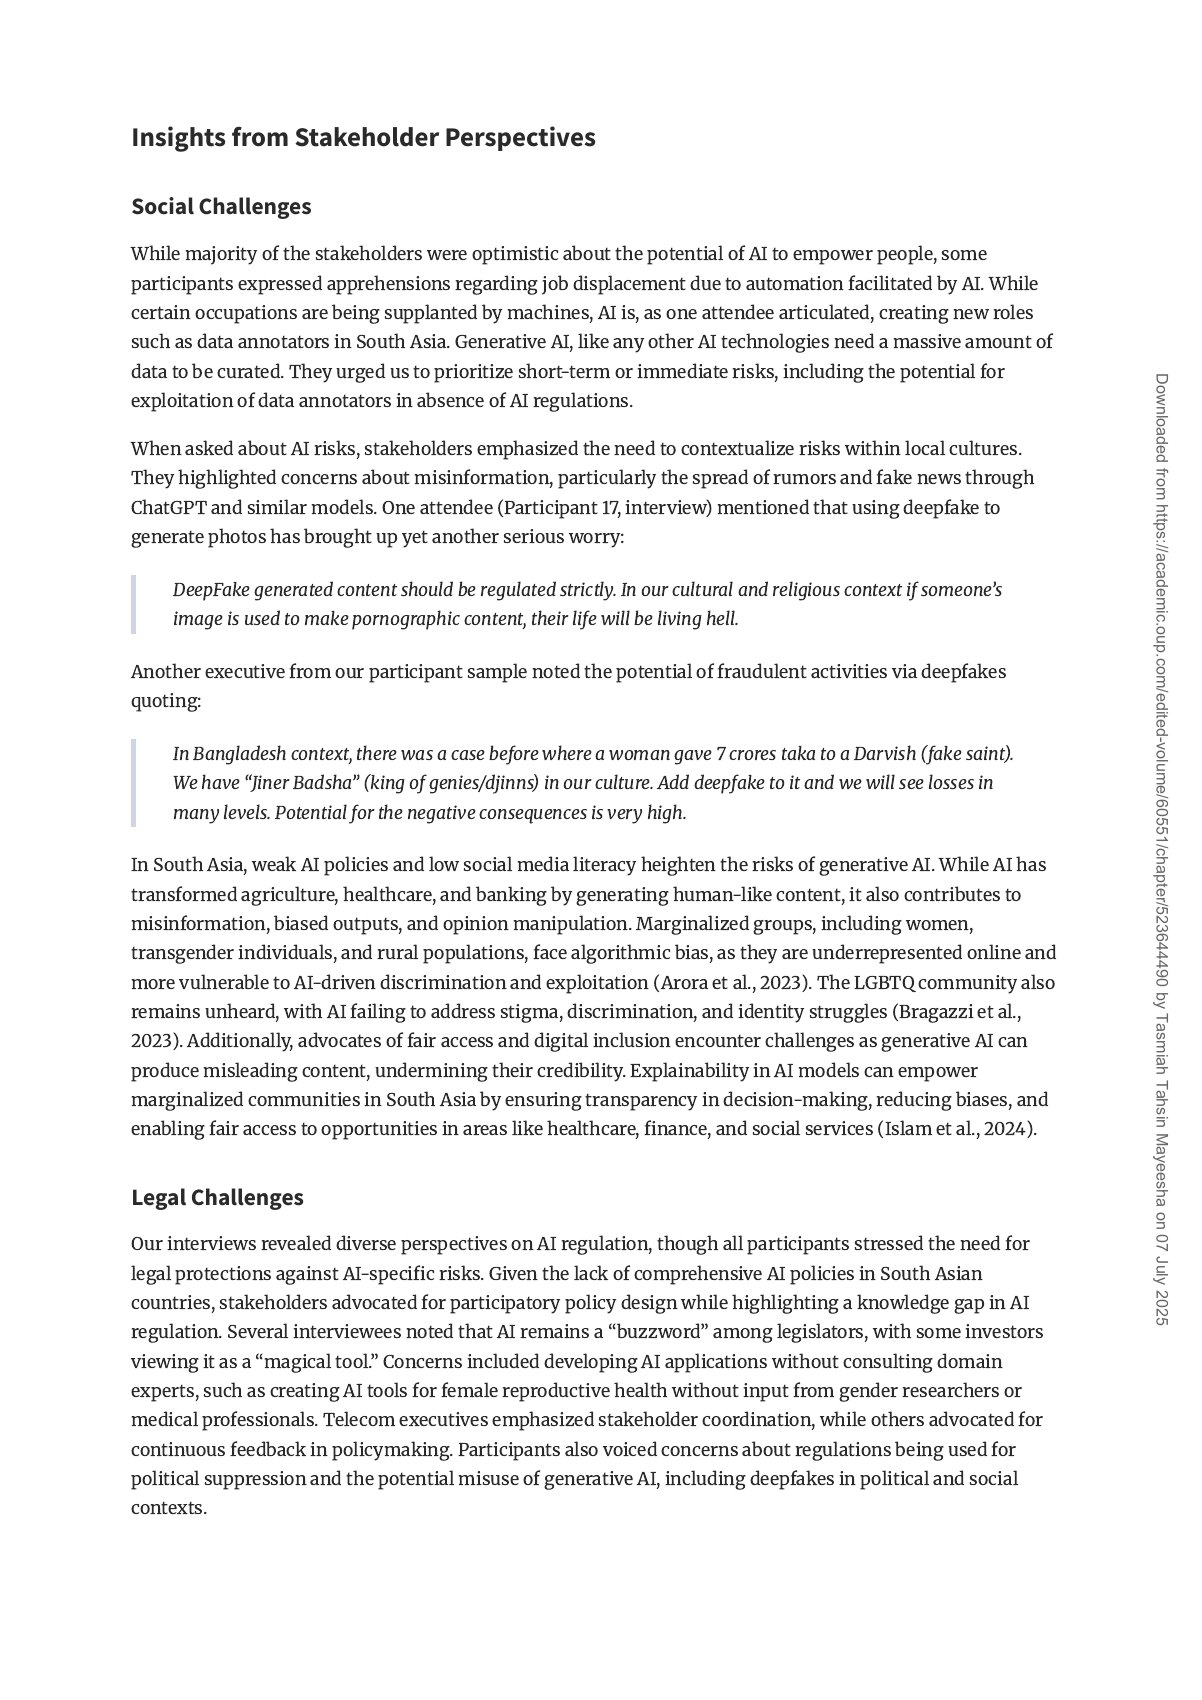 Insights from Stakeholder Perspectives
Social Challenges
While majority of the stakeholders were optimistic about the potential of AI to empower people, some
participants expressed apprehensions regarding job displacement due to automation facilitated by AI. While
certain occupations are being supplanted by machines, AI is, as one attendee articulated, creating new roles
such as data annotators in South Asia. Generative AI, like any other AI technologies need a massive amount of
data to be curated. They urged us to prioritize short-term or immediate risks, including the potential for
exploitation of data annotators in absence of AI regulations.
When asked about AI risks, stakeholders emphasized the need to contextualize risks within local cultures.
They highlighted concerns about misinformation, particularly the spread of rumors and fake news through
ChatGPT and similar models. One attendee (Participant 17, interview) mentioned that using deepfake to
generate photos has brought up yet another serious worry:
DeepFake generated content should be regulated strictly. In our cultural and religious context if someone’s
image is used to make pornographic content, their life will be living hell.
Another executive from our participant sample noted the potential of fraudulent activities via deepfakes
quoting:
In Bangladesh context, there was a case before where a woman gave 7 crores taka to a Darvish (fake saint).
We have “Jiner Badsha” (king of genies/djinns) in our culture. Add deepfake to it and we will see losses in
many levels. Potential for the negative consequences is very high.
In South Asia, weak AI policies and low social media literacy heighten the risks of generative AI. While AI has
transformed agriculture, healthcare, and banking by generating human-like content, it also contributes to
misinformation, biased outputs, and opinion manipulation. Marginalized groups, including women,
transgender individuals, and rural populations, face algorithmic bias, as they are underrepresented online and
more vulnerable to AI-driven discrimination and exploitation (Arora et al., 2023). The LGBTQ community also
remains unheard, with AI failing to address stigma, discrimination, and identity struggles (Bragazzi et al.,
2023). Additionally, advocates of fair access and digital inclusion encounter challenges as generative AI can
produce misleading content, undermining their credibility. Explainability in AI models can empower
marginalized communities in South Asia by ensuring transparency in decision-making, reducing biases, and
enabling fair access to opportunities in areas like healthcare, finance, and social services (Islam et al., 2024).
Legal Challenges
Our interviews revealed diverse perspectives on AI regulation, though all participants stressed the need for
legal protections against AI-specific risks. Given the lack of comprehensive AI policies in South Asian
countries, stakeholders advocated for participatory policy design while highlighting a knowledge gap in AI
regulation. Several interviewees noted that AI remains a “buzzword” among legislators, with some investors
viewing it as a “magical tool.” Concerns included developing AI applications without consulting domain
experts, such as creating AI tools for female reproductive health without input from gender researchers or
medical professionals. Telecom executives emphasized stakeholder coordination, while others advocated for
continuous feedback in policymaking. Participants also voiced concerns about regulations being used for
political suppression and the potential misuse of generative AI, including deepfakes in political and social
contexts.
Downloaded from https://academic.oup.com/edited-volume/60551/chapter/523644490 by Tasmiah Tahsin Mayeesha on 07 July 2025